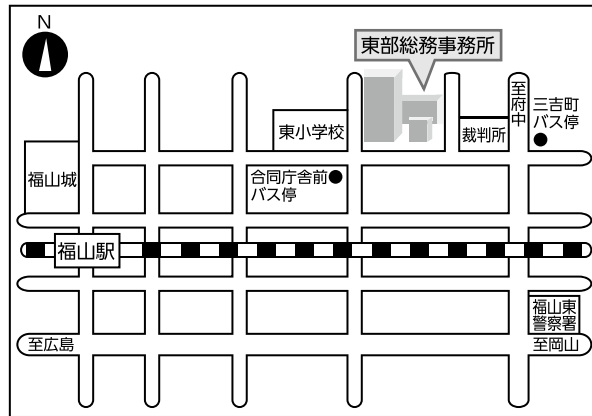 N
東部総務事務所
至府中
三吉町
バス停
東小学校
裁判所
福山城
合同庁舎前
バス停
福山駅
福山東
警察署
至広島
至岡山